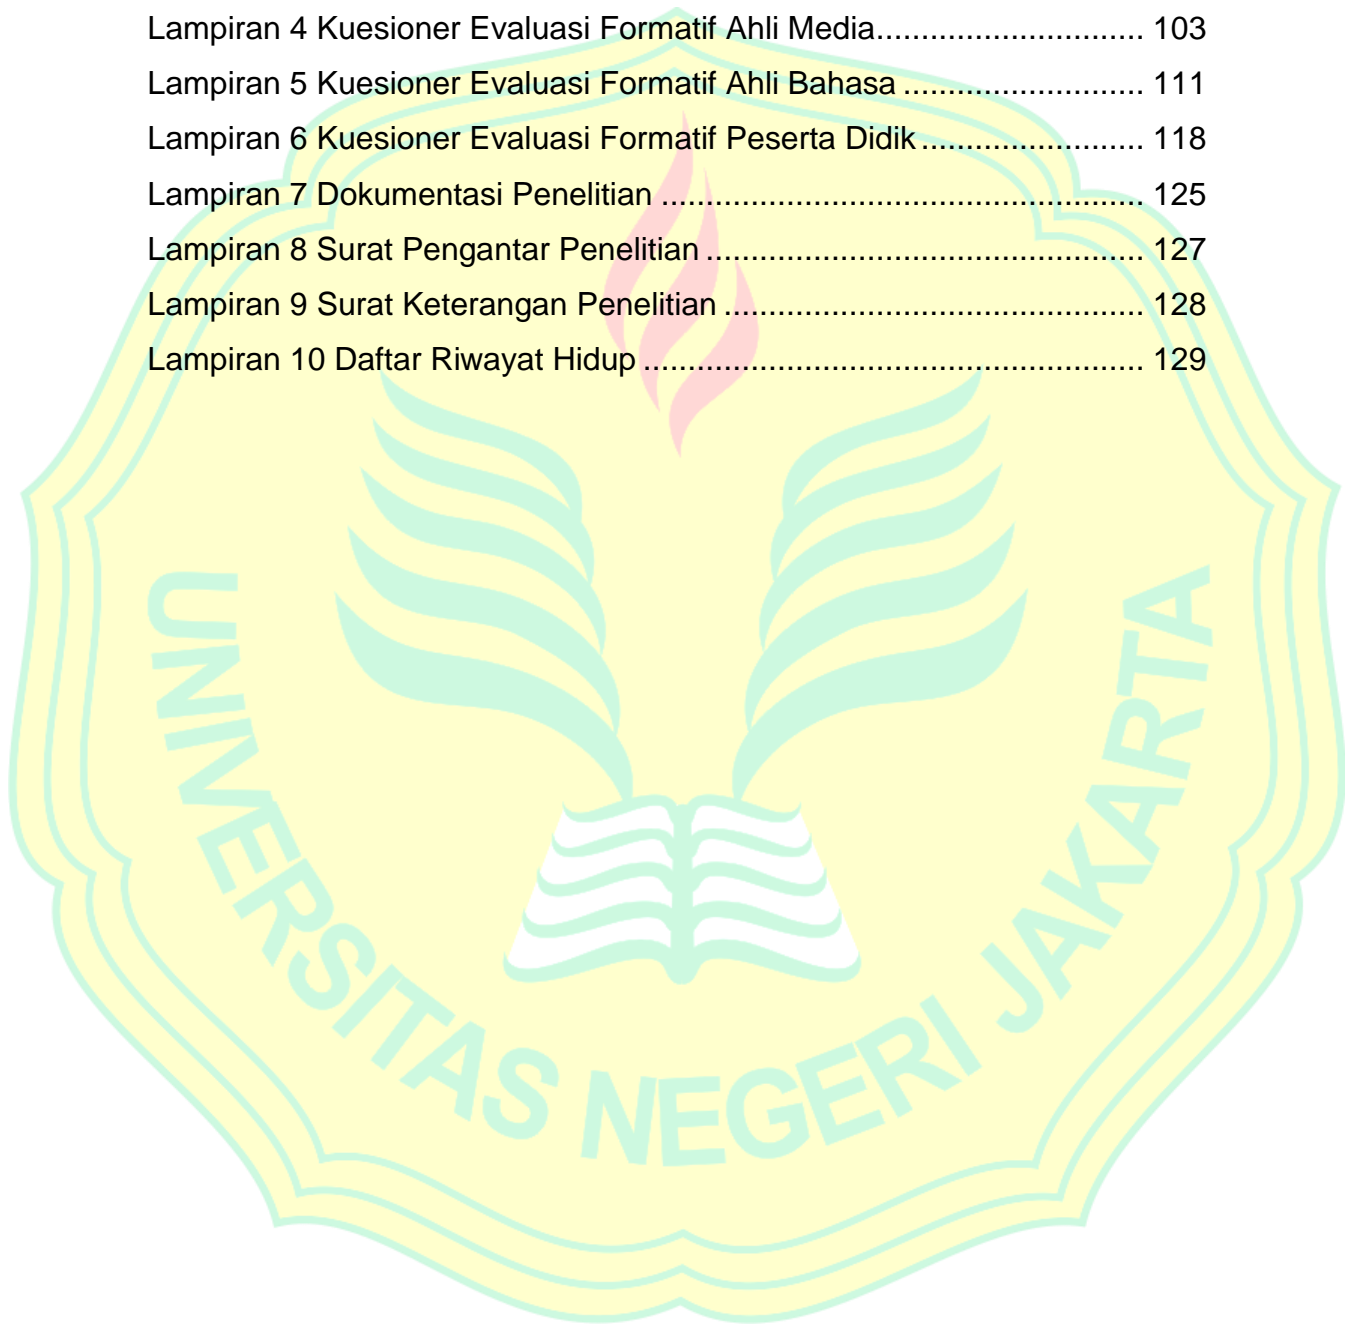 Lampiran 4 Kuesioner Evaluasi Formatif Ahli Media.............................. 103
Lampiran 5 Kuesioner Evaluasi Formatif Ahli Bahasa ........................... 111
Lampiran 6 Kuesioner Evaluasi Formatif Peserta Didik ......................... 118
Lampiran 7 Dokumentasi Penelitian ...................................................... 125
Lampiran 8 Surat Pengantar Penelitian ................................................. 127
Lampiran 9 Surat Keterangan Penelitian ............................................... 128
Lampiran 10 Daftar Riwayat Hidup ........................................................ 129
UNIVERSITAS NEGERI JAKARTA